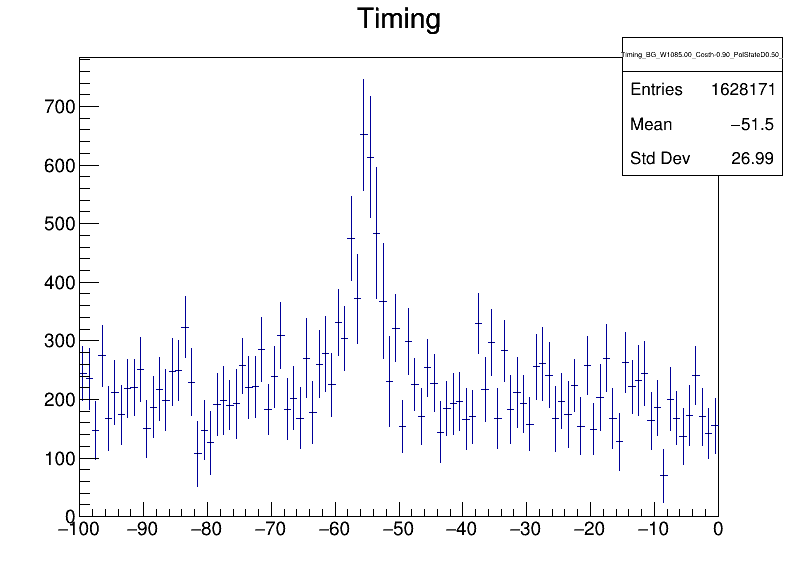 Timing
Timing_BG_W1085.00_Costh-0.90_PolStateD0.50_
Entries 1628171
Mean −51.5
Std Dev 26.99
700
600
500
400
300
200
100
0
−100 −90 −80 −70 −60 −50 −40 −30 −20 −10 0